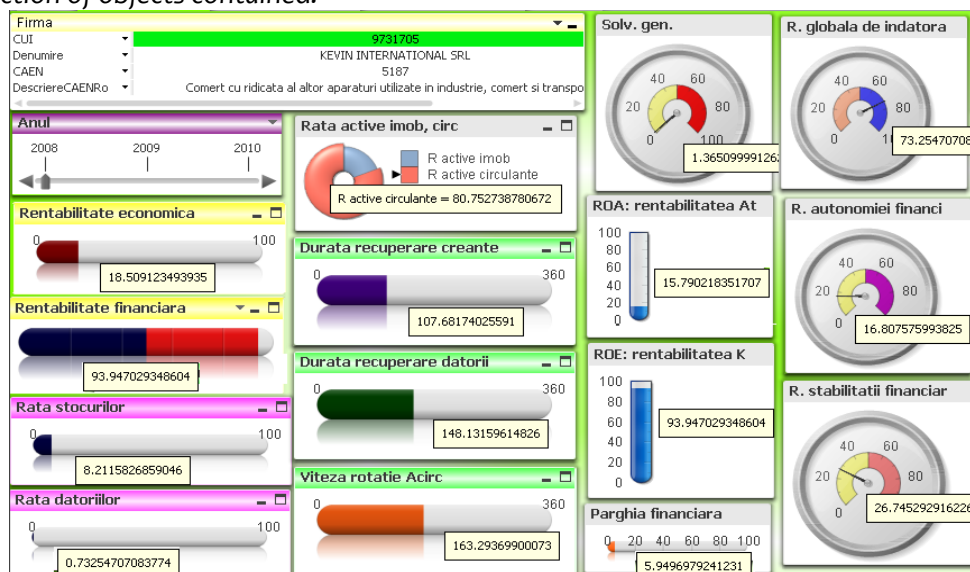 ction of objects contained.
Firma
CUI 9731705
Denumire KEVIN INTERNATIONAL SRL
CAEN 5187
DescriereCAENRo Comert cu ridicata al altor aparaturi utilizate in industrie, comert si transpo
Anul
2008 2009 2010
Rentabilitate economica
0 100
18.509123493935
Rentabilitate financiara
93.947029348604
Rata stocurilor
0 100
8.2115826859046
Rata datoriilor
0 100
0.73254707083774
Rata active imob, circ
R active imob
R active circulante
R active circulante = 80.752738780672
Durata recuperare creante
0 360
107.68174025591
Durata recuperare datorii
0 360
148.13159614826
Viteza rotatie Acirc
0 360
163.29369900073
Solv. gen.
0 20 40 60 80 100
1.36509999126
ROA: rentabilitatea At
100
80
60
40
20
0
15.790218351707
ROE: rentabilitatea K
100
80
60
40
20
0
93.947029348604
Parghia financiara
0 20 40 60 80 100
5.9496979241231
R. globala de indatora
0 20 40 60 80 1
73.25470708
R. autonomiei financi
0 20 40 60 80
16.807575993825
R. stabilitatii financiar
0 20 40 60 80
26.745292916226